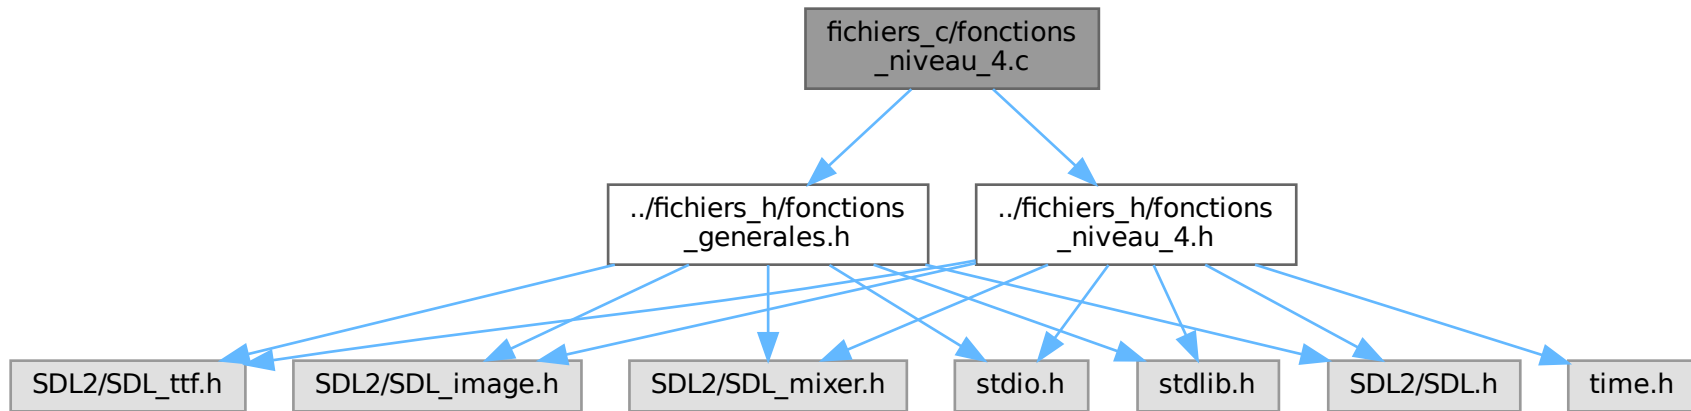 fichiers_c/fonctions
_niveau_4.c
../fichiers_h/fonctions
_generales.h
../fichiers_h/fonctions
_niveau_4.h
SDL2/SDL_ttf.h
SDL2/SDL_image.h
SDL2/SDL_mixer.h
stdio.h
stdlib.h
SDL2/SDL.h
time.h